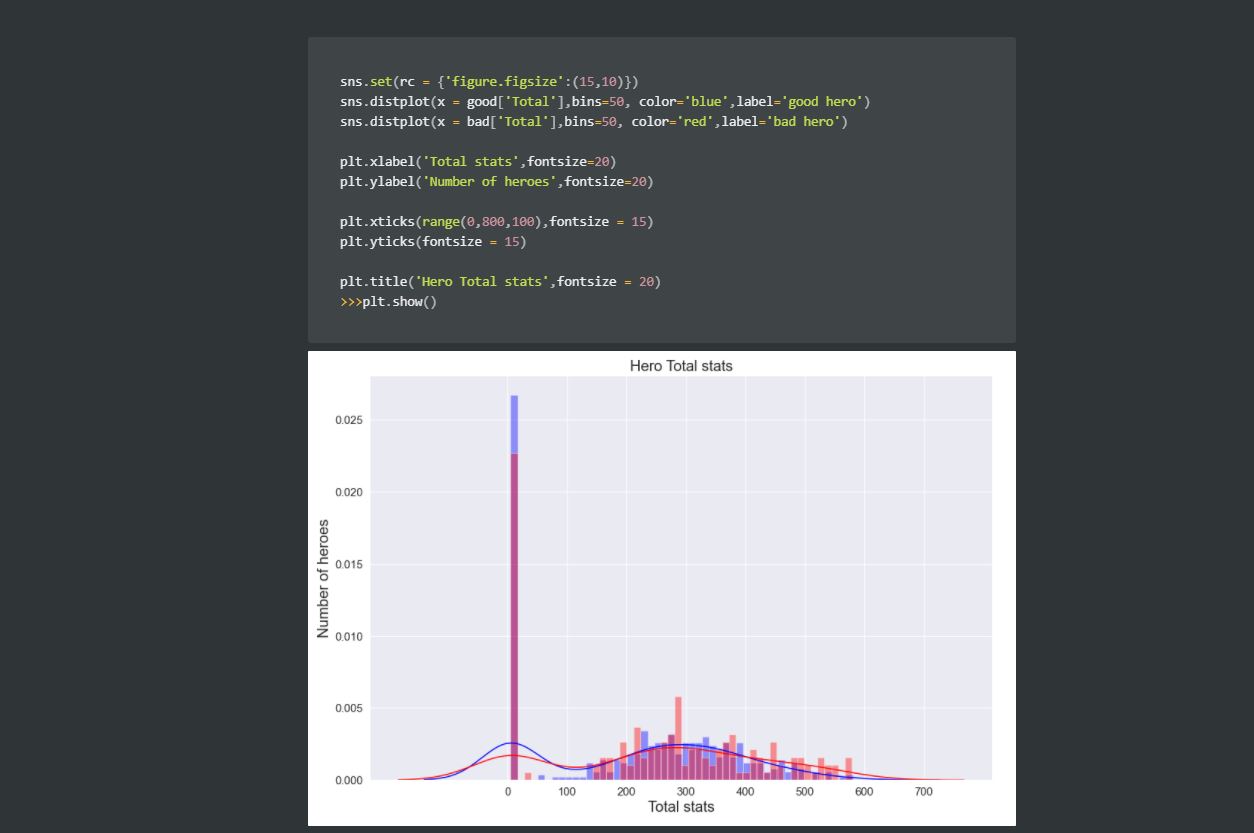 sns.set(rc = {'figure.figsize':(15,10)})
sns.distplot(x = good['Total'],bins=50, color='blue',label='good hero')
sns.distplot(x = bad['Total'],bins=50, color='red',label='bad hero')
plt.xlabel('Total stats',fontsize=20)
plt.ylabel('Number of heroes',fontsize=20)
plt.xticks(range(0,800,100),fontsize = 15)
plt.yticks(fontsize = 15)
plt.title('Hero Total stats',fontsize = 20)
>>>plt.show()
Hero Total stats
Number of heroes
0.025
0.020
0.015
0.010
0.005
0.000
0 100 200 300 400 500 600 700
Total stats